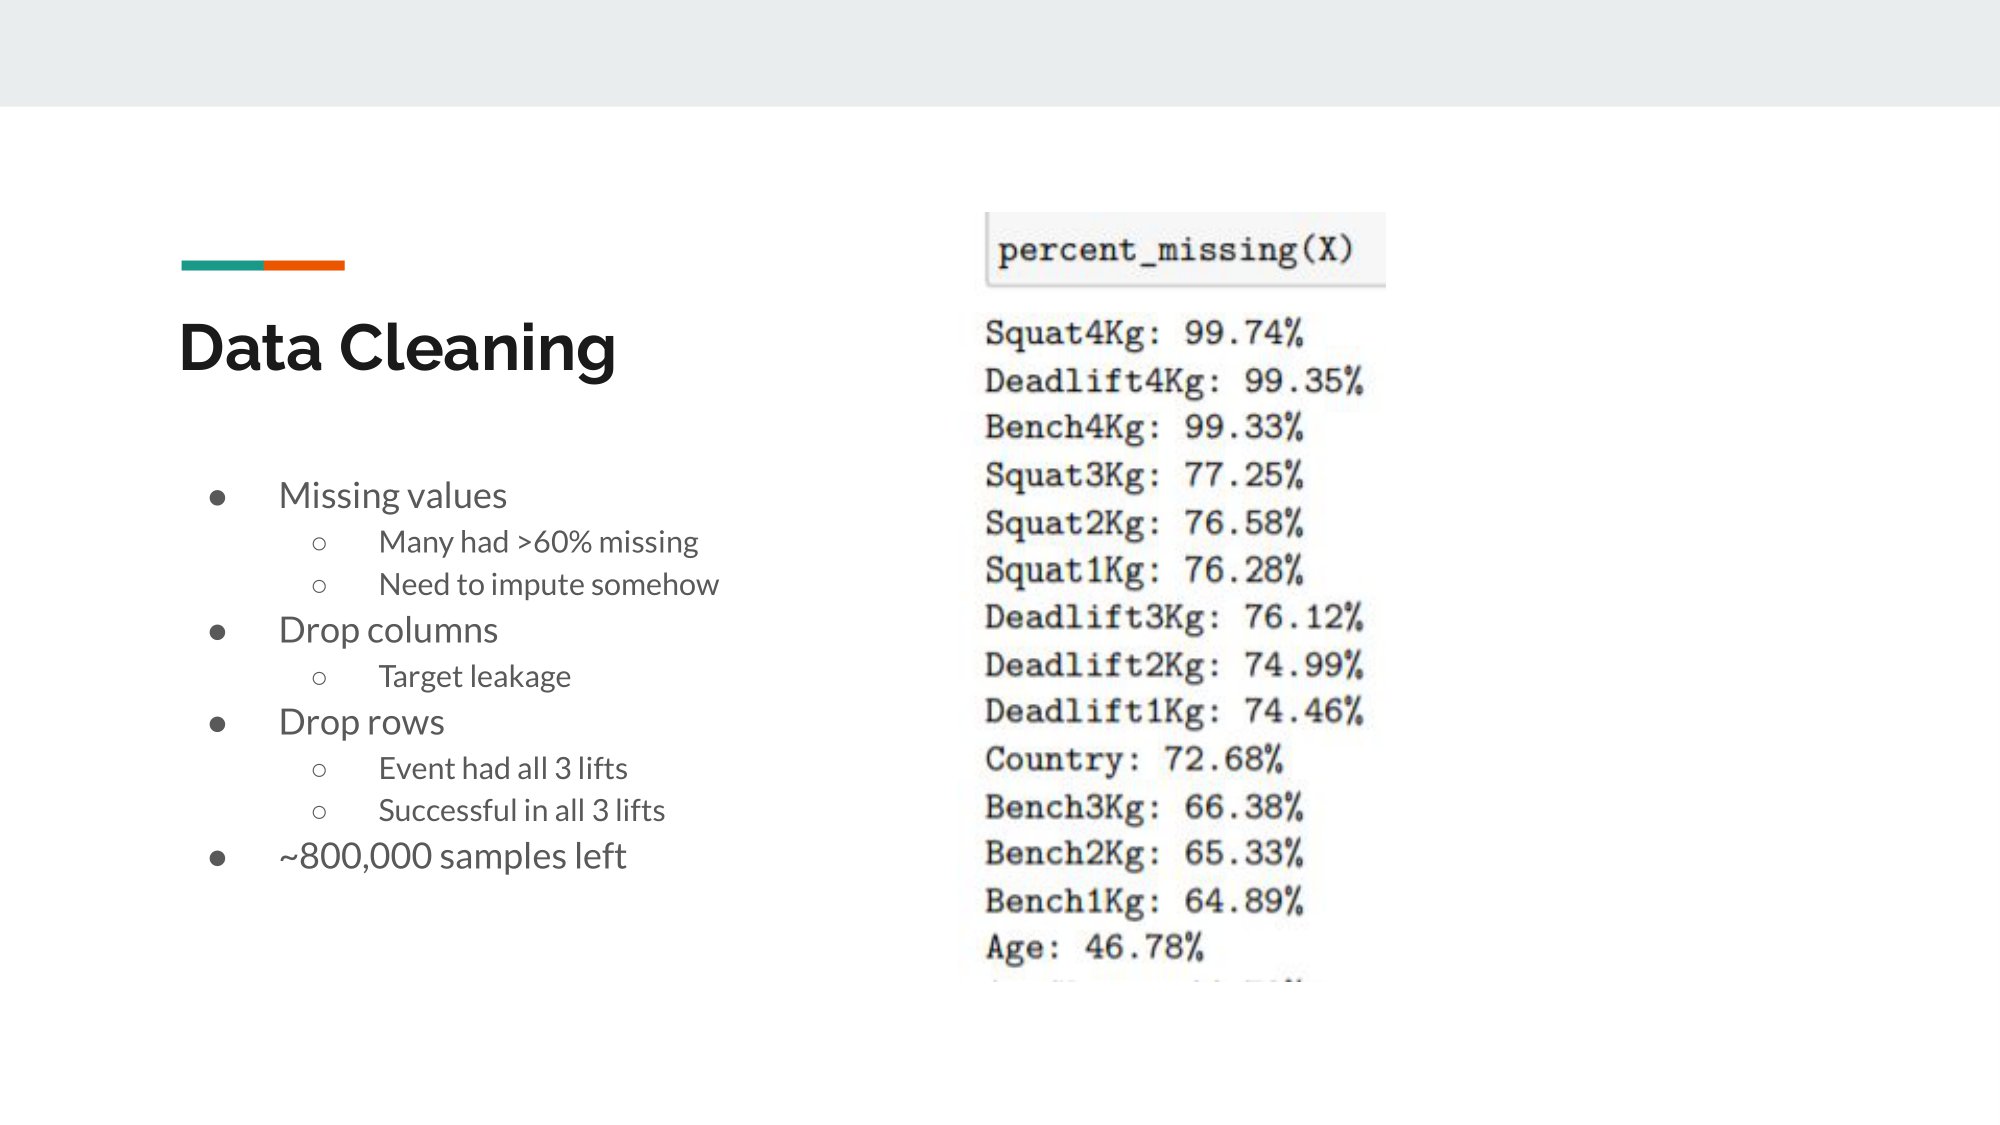 Data Cleaning
● Missing values
○ Many had >60% missing
○ Need to impute somehow
● Drop columns
○ Target leakage
● Drop rows
○ Event had all 3 lifts
○ Successful in all 3 lifts
● ~800,000 samples left
percent_missing(X)
Squat4Kg: 99.74%
Deadlift4Kg: 99.35%
Bench4Kg: 99.33%
Squat3Kg: 77.25%
Squat2Kg: 76.58%
Squat1Kg: 76.28%
Deadlift3Kg: 76.12%
Deadlift2Kg: 74.99%
Deadlift1Kg: 74.46%
Country: 72.68%
Bench3Kg: 66.38%
Bench2Kg: 65.33%
Bench1Kg: 64.89%
Age: 46.78%